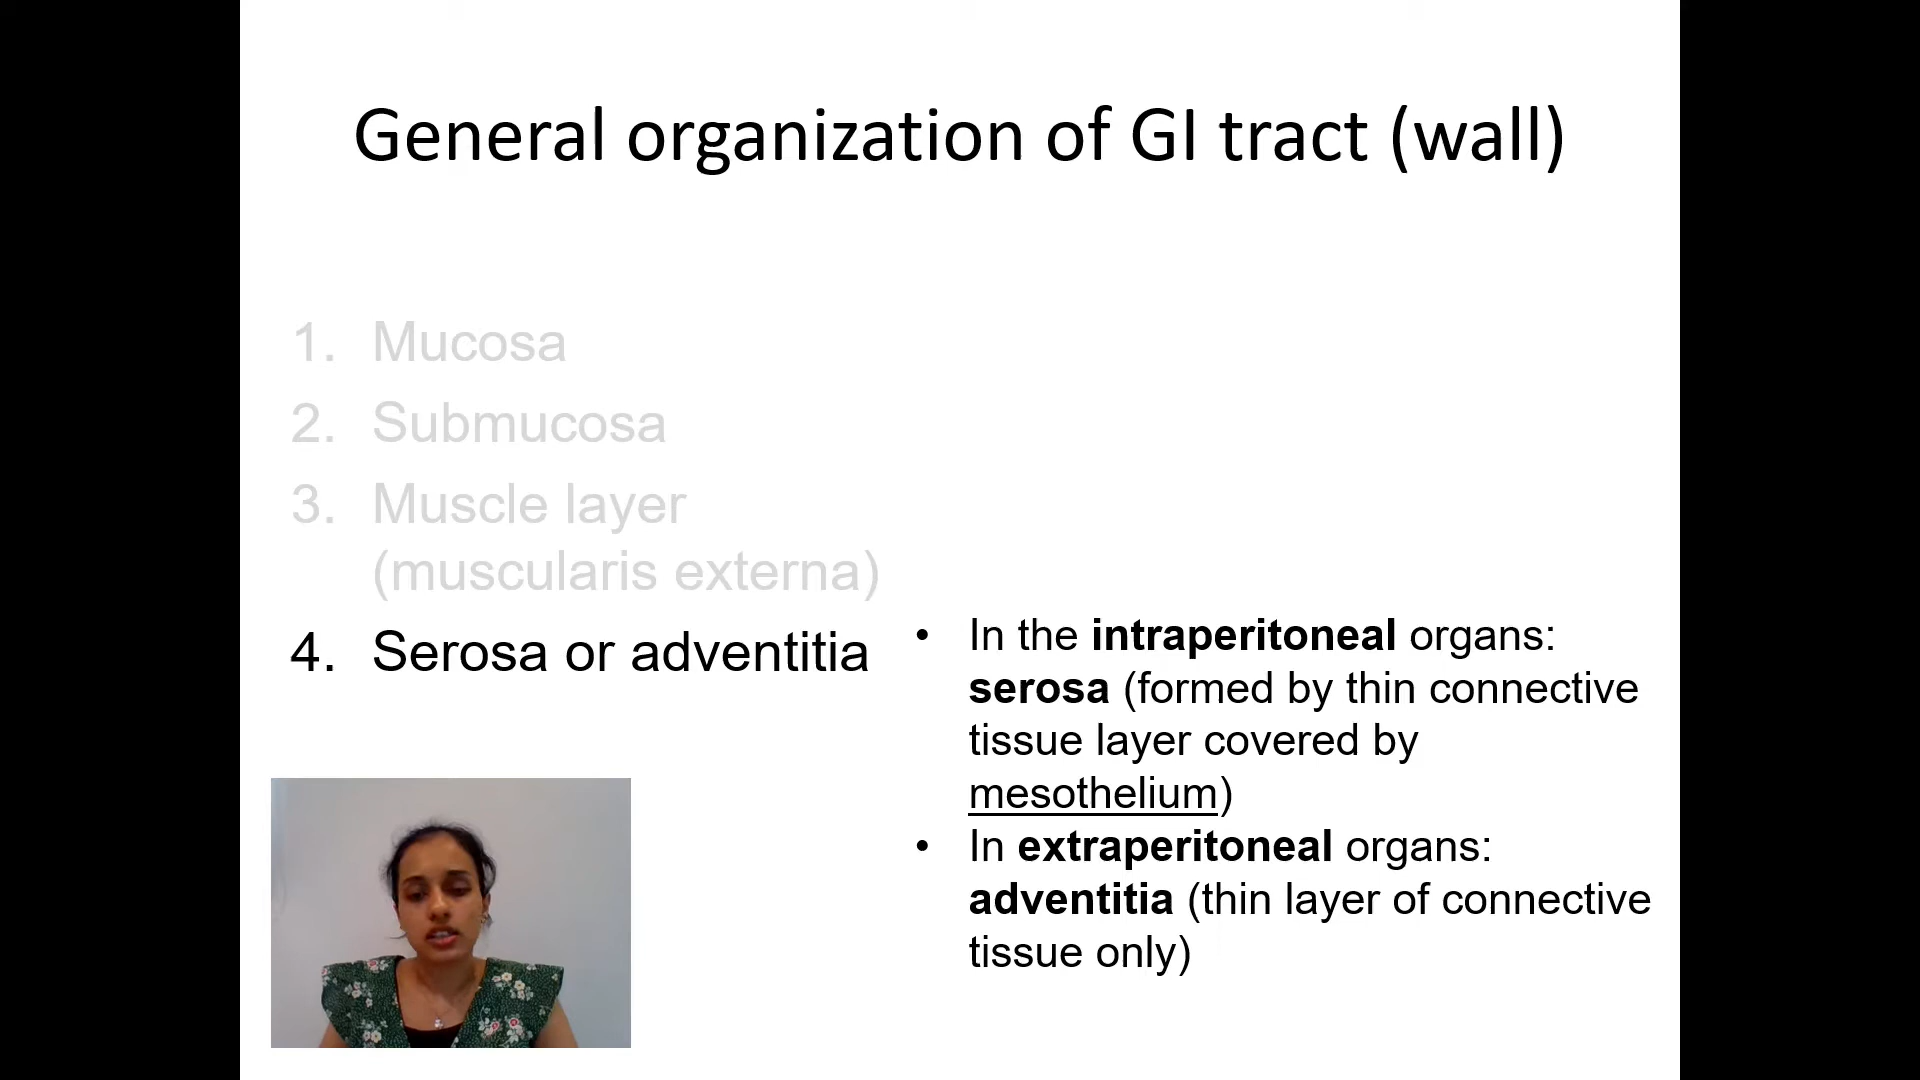 General organization of GI tract (wall)
1. Mucosa
2. Submucosa
3. Muscle layer
(muscularis externa)
4. Serosa or adventitia
• In the intraperitoneal organs:
serosa (formed by thin connective
tissue layer covered by
mesothelium)
• In extraperitoneal organs:
adventitia (thin layer of connective
tissue only)